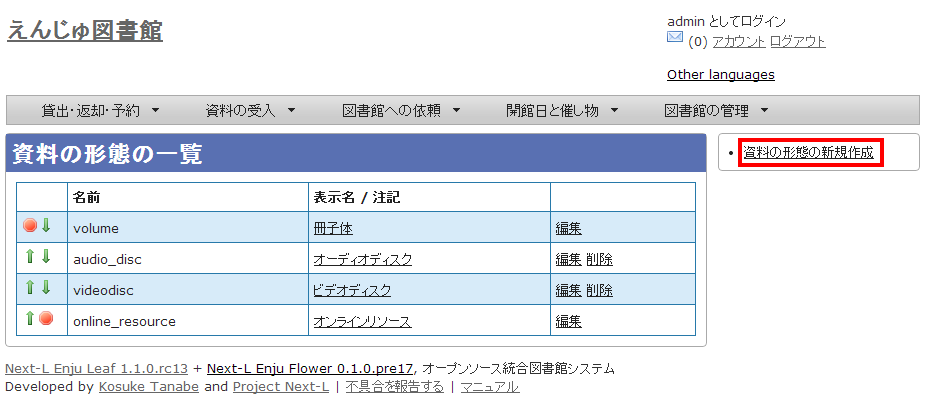 えんじゅ図書館
admin としてログイン
(0) アカウント ログアウト
Other languages
貸出・返却・予約 資料の受入 図書館への依頼 開館日と催し物 図書館の管理
資料の形態の一覧
• 資料の形態の新規作成
名前 表示名 / 注記
volume 冊子体 編集
audio_disc オーディオディスク 編集 削除
videodisc ビデオディスク 編集 削除
online_resource オンラインリソース 編集
Next-L Enju Leaf 1.1.0.rc13 + Next-L Enju Flower 0.1.0.pre17, オープンソース統合図書館システム
Developed by Kosuke Tanabe and Project Next-L | 不具合を報告する | マニュアル